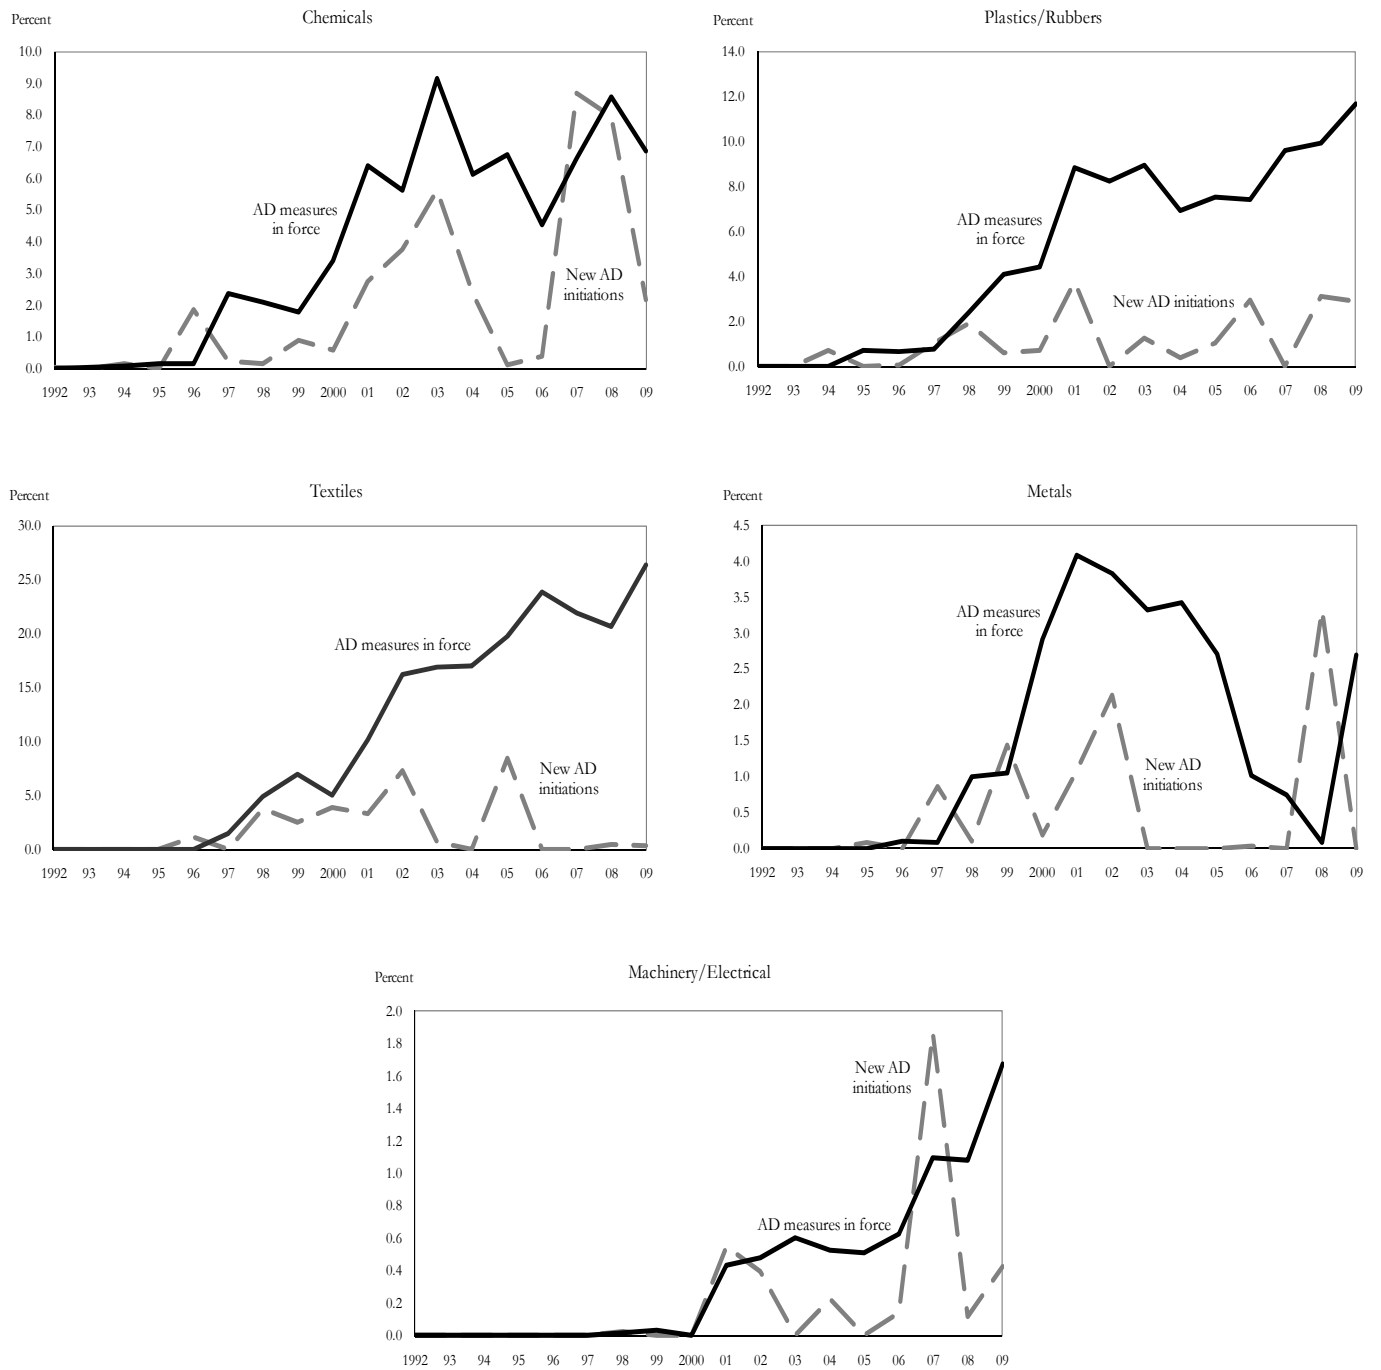 Chemicals
Percent
10.0
9.0
8.0
7.0
6.0
5.0
4.0
3.0
2.0
1.0
0.0
AD measures
in force
New AD
initiations
1992 93 94 95 96 97 98 99 2000 01 02 03 04 05 06 07 08 09
Plastics/Rubbers
Percent
14.0
12.0
10.0
8.0
6.0
4.0
2.0
0.0
AD measures
in force
New AD initiations
1992 93 94 95 96 97 98 99 2000 01 02 03 04 05 06 07 08 09
Textiles
Percent
30.0
25.0
20.0
15.0
10.0
5.0
0.0
AD measures in force
New AD
initiations
1992 93 94 95 96 97 98 99 2000 01 02 03 04 05 06 07 08 09
Metals
Percent
4.5
4.0
3.5
3.0
2.5
2.0
1.5
1.0
0.5
0.0
AD measures
in force
New AD
initiations
1992 93 94 95 96 97 98 99 2000 01 02 03 04 05 06 07 08 09
Machinery/Electrical
Percent
2.0
1.8
1.6
1.4
1.2
1.0
0.8
0.6
0.4
0.2
0.0
New AD
initiations
AD measures in force
1992 93 94 95 96 97 98 99 2000 01 02 03 04 05 06 07 08 09